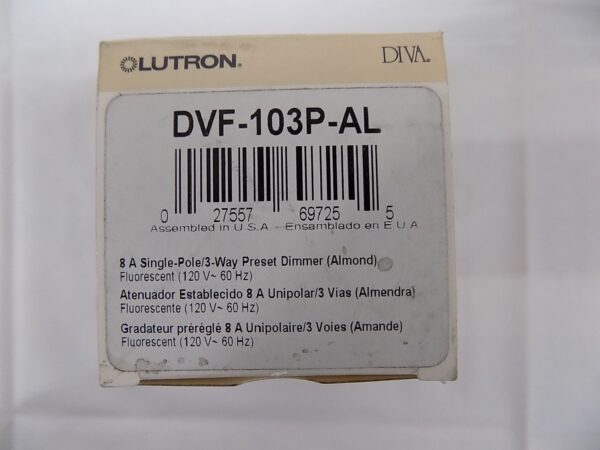 LUTRON®
DIVA®
DVF-103P-AL
0 27557 69725 5
Assembled in U.S.A. - Ensamblado en E.U.A
8 A Single-Pole/3-Way Preset Dimmer (Almond)
Fluorescent (120 V~ 60 Hz)
Atenuador Establecido 8 A Unipolar/3 Vias (Almendra)
Fluorescente (120 V~ 60 Hz)
Gradateur préréglé 8 A Unipolaire/3 Voies (Amande)
Fluorescent (120 V~ 60 Hz)